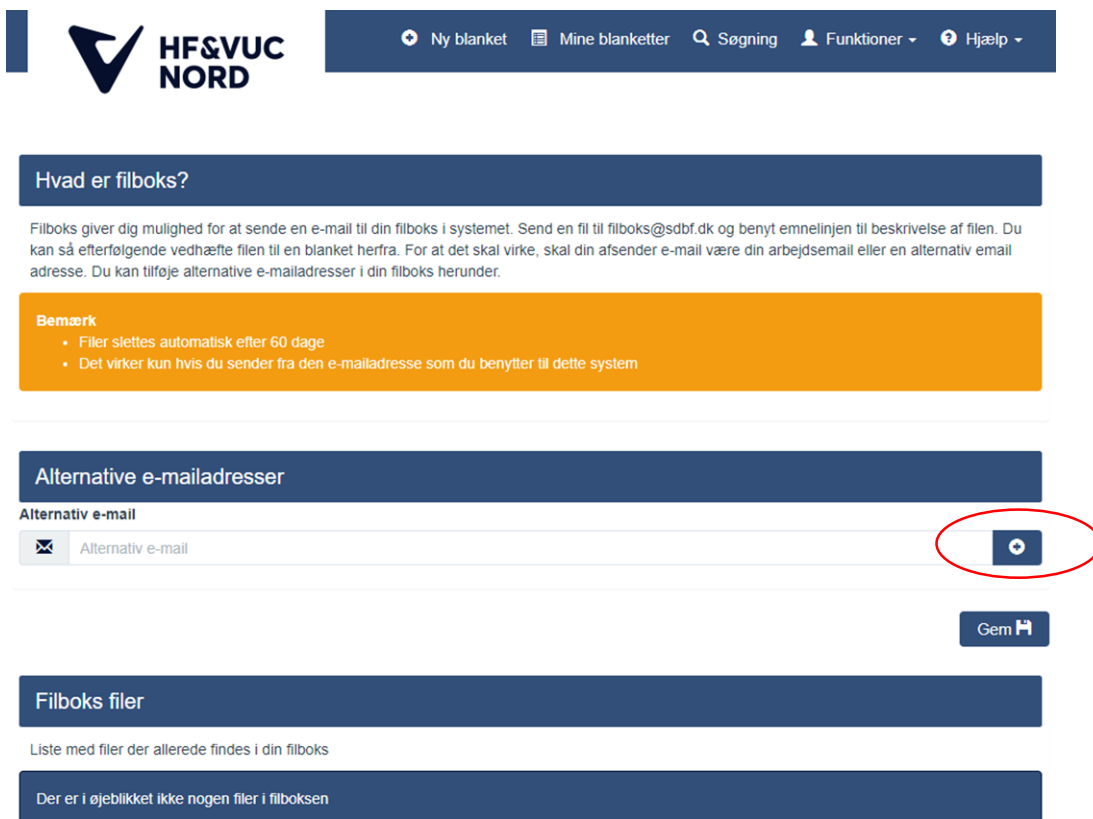 HF&VUC
NORD
Ny blanket
Mine blanketter
Søgning
Funktioner
Hjælp
Hvad er filboks?
Filboks giver dig mulighed for at sende en e-mail til din filboks i systemet. Send en fil til filboks@sdbf.dk og benyt emnelinjen til beskrivelse af filen. Du
kan så efterfølgende vedhæfte filen til en blanket herfra. For at det skal virke, skal din afsender e-mail være din arbejdsemail eller en alternativ email
adresse. Du kan tilføje alternative e-mailadresser i din filboks herunder.
Bemærk
• Filer slettes automatisk efter 60 dage
• Det virker kun hvis du sender fra den e-mailadresse som du benytter til dette system
Alternative e-mailadresser
Alternativ e-mail
Alternativ e-mail
Gem
Filboks filer
Liste med filer der allerede findes i din filboks
Der er i øjeblikket ikke nogen filer i filboksen